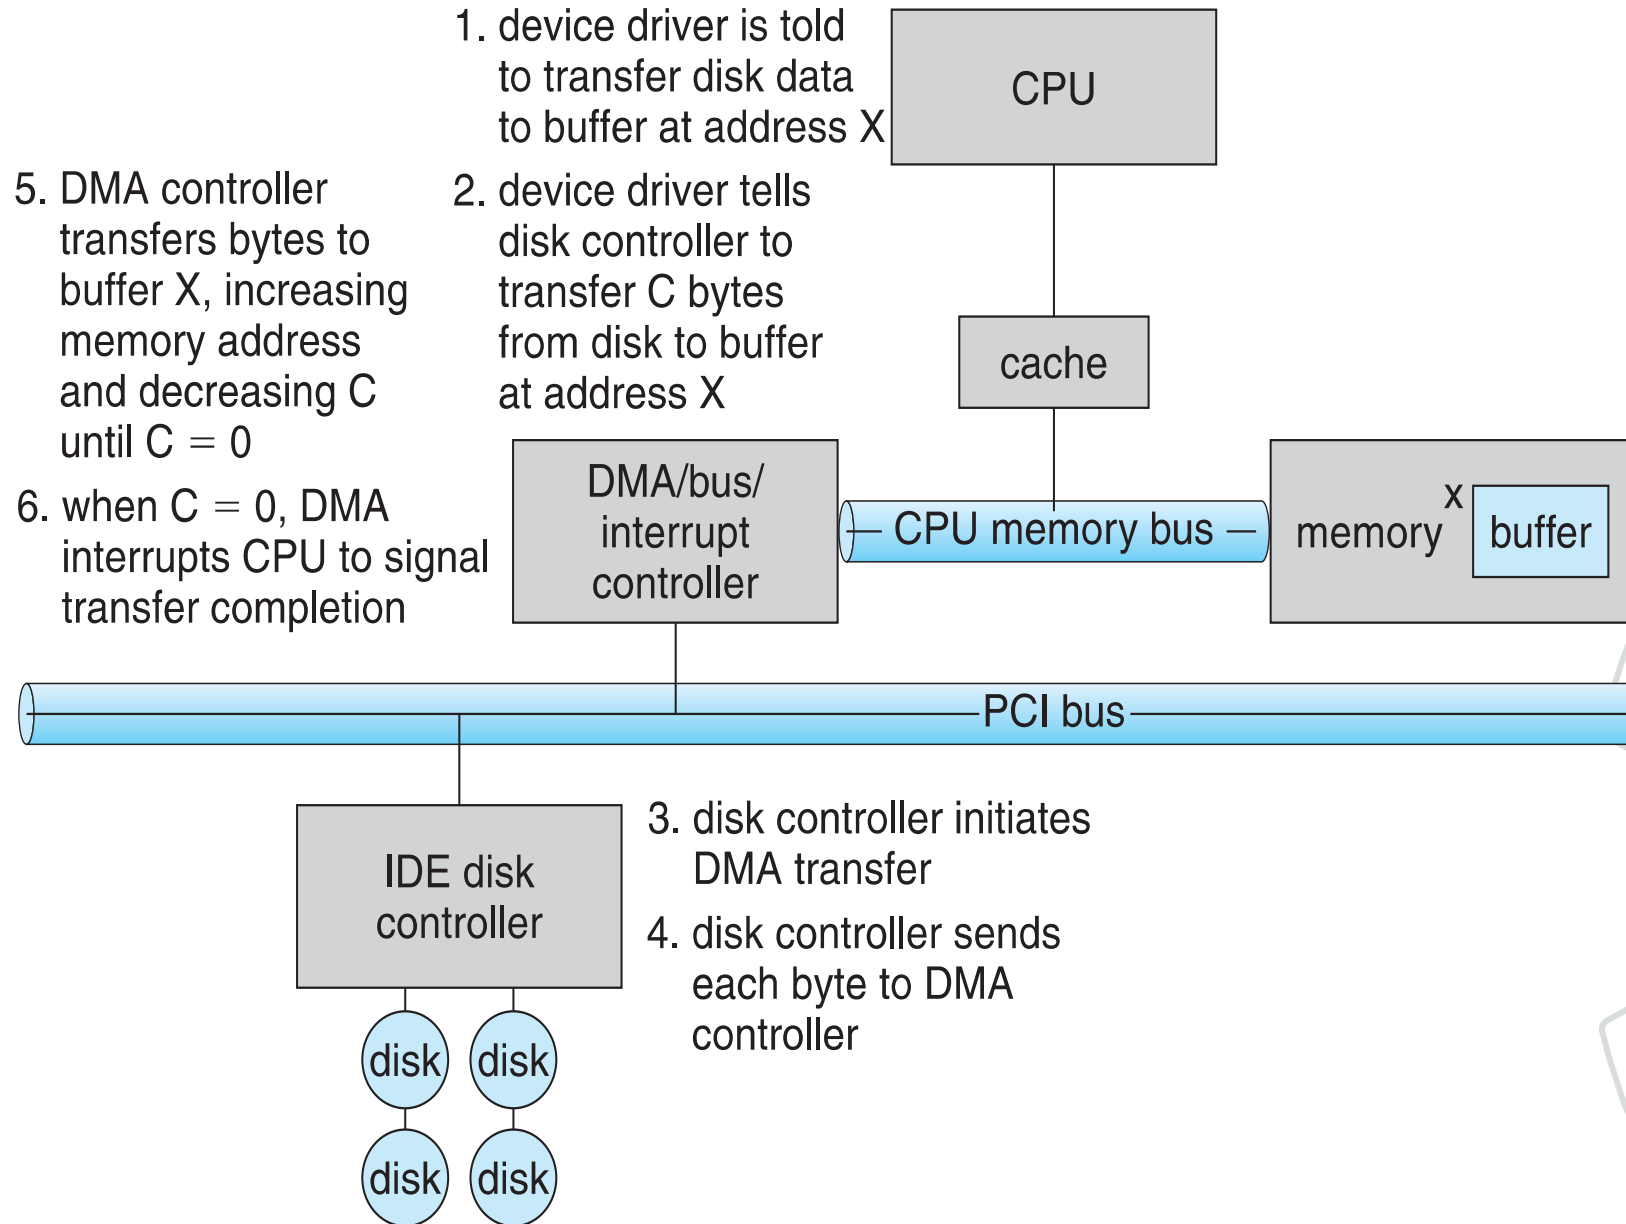 1. device driver is told
to transfer disk data
to buffer at address X
CPU
5. DMA controller
transfers bytes to
buffer X, increasing
memory address
and decreasing C
until C = 0
2. device driver tells
disk controller to
transfer C bytes
from disk to buffer
at address X
cache
6. when C = 0, DMA
interrupts CPU to signal
transfer completion
DMA/bus/
interrupt
controller
CPU memory bus
memory
x
buffer
PCI bus
IDE disk
controller
3. disk controller initiates
DMA transfer
4. disk controller sends
each byte to DMA
controller
disk
disk
disk
disk